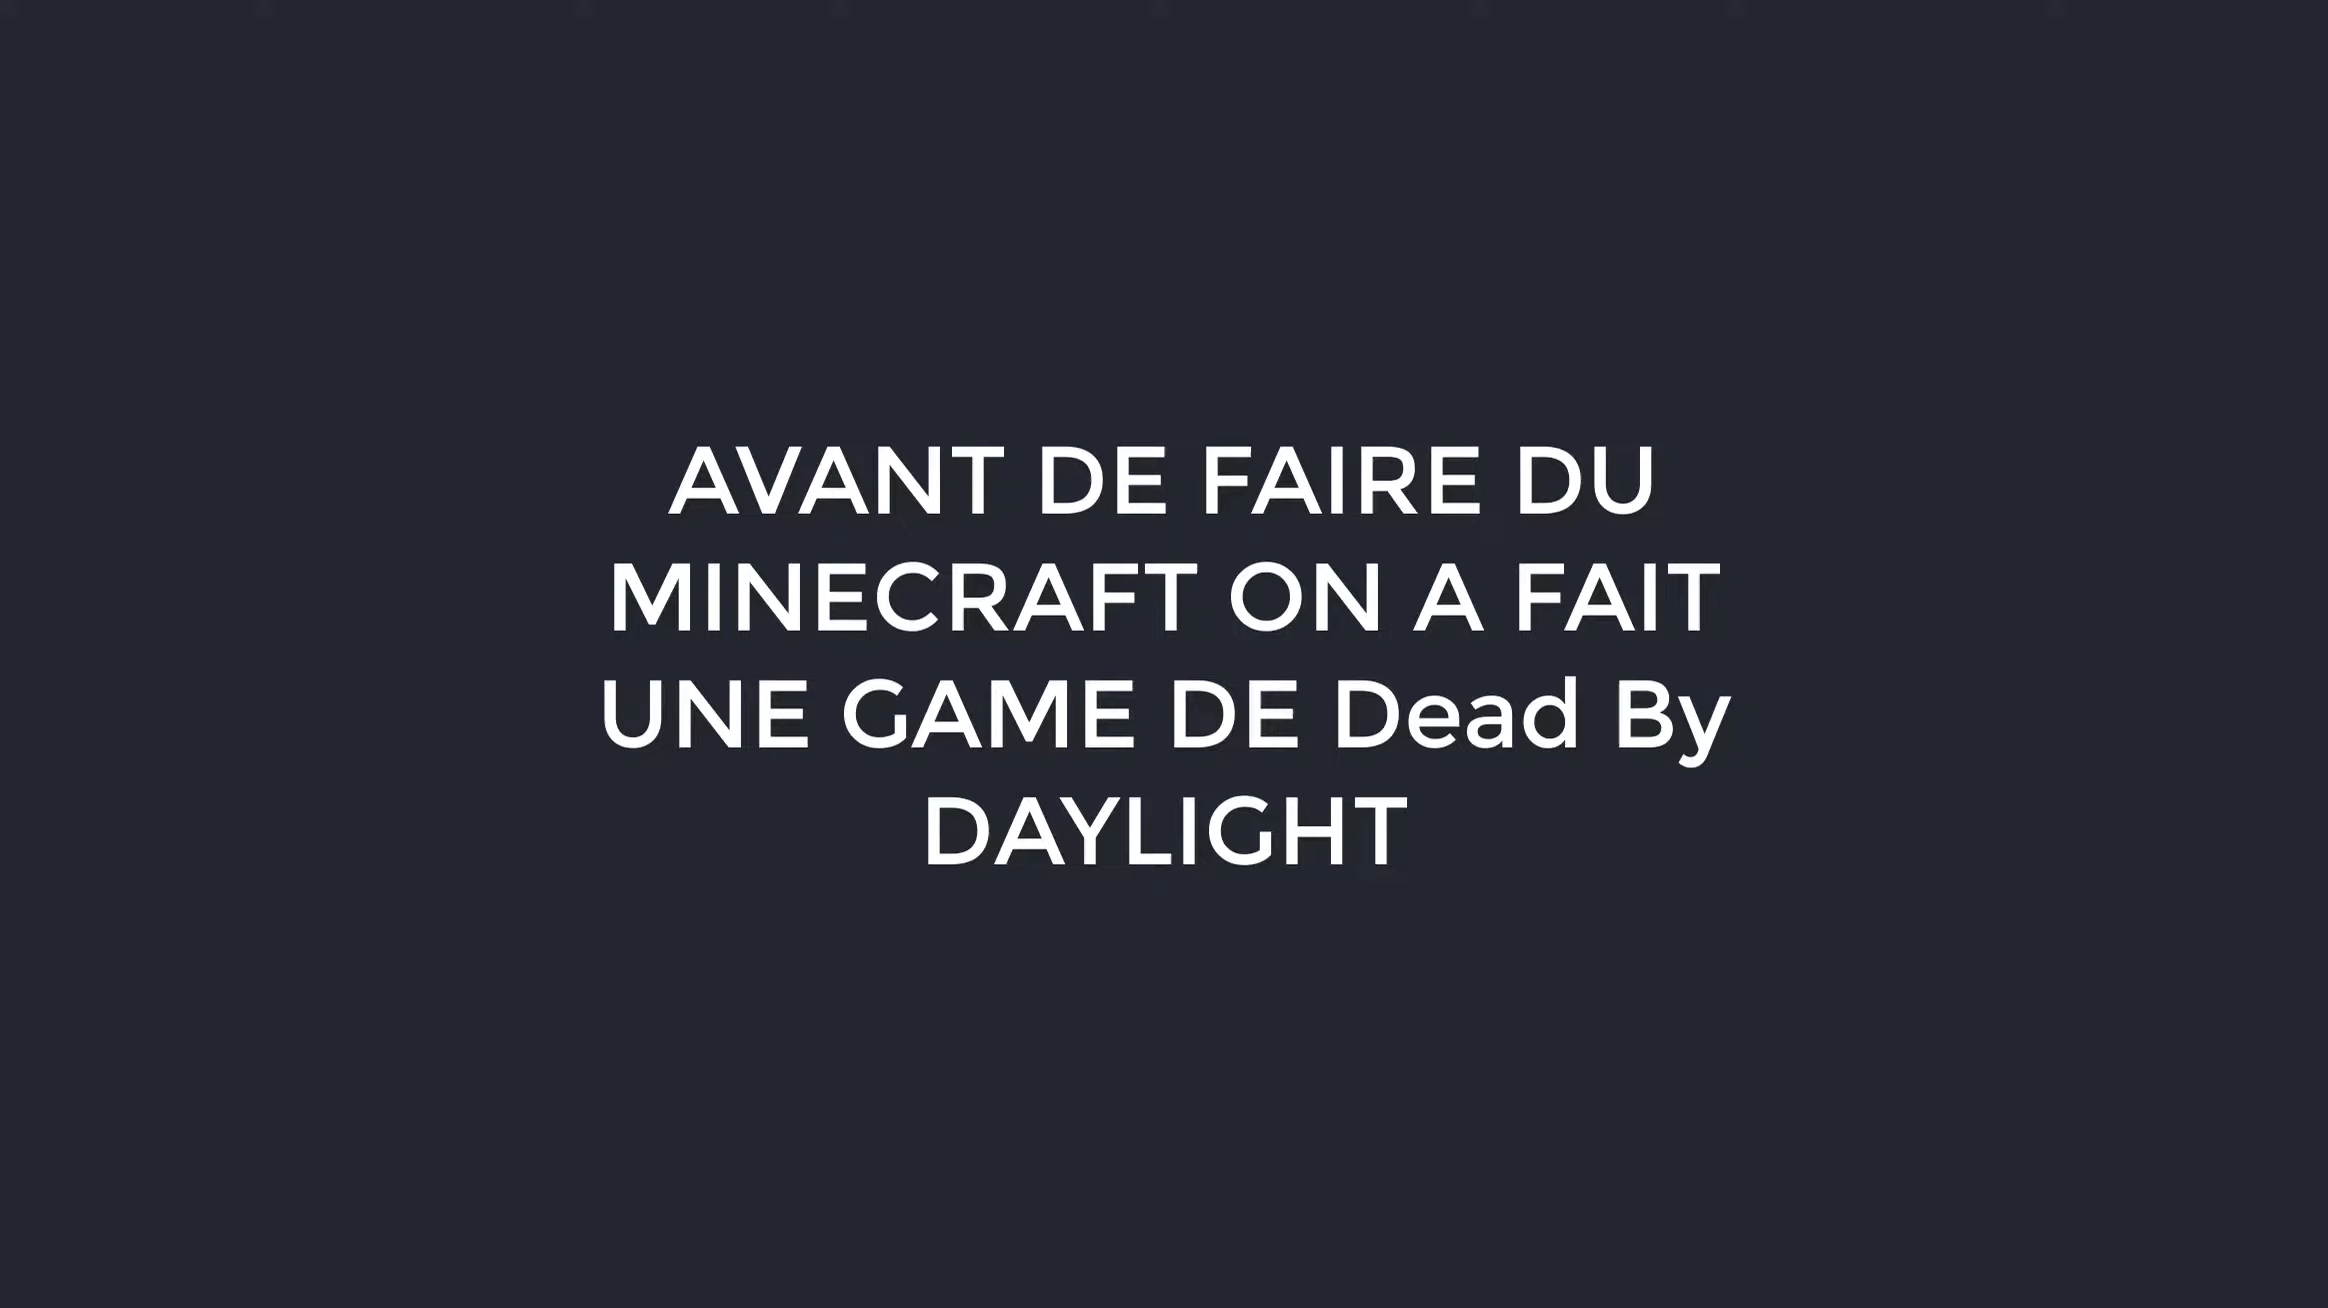 AVANT DE FAIRE DU
MINECRAFT ON A FAIT
UNE GAME DE Dead By
DAYLIGHT